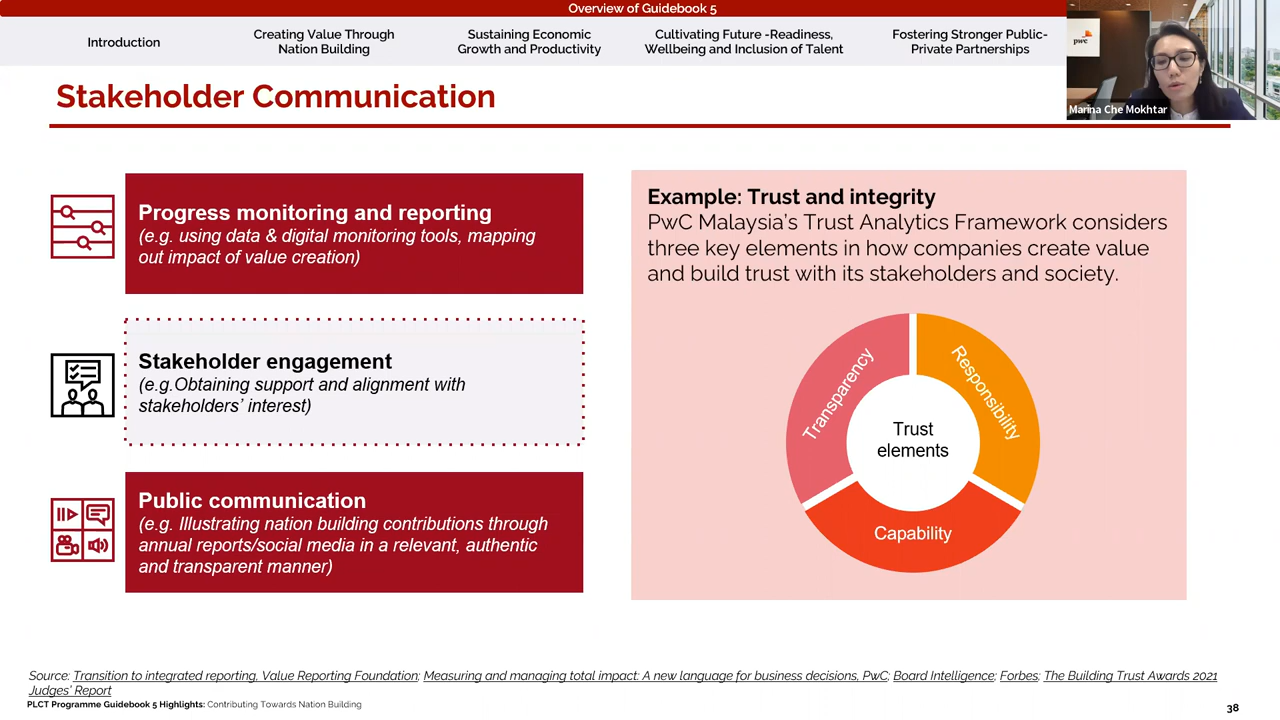 Overview of Guidebook 5
Introduction
Creating Value Through
Nation Building
Sustaining Economic
Growth and Productivity
Cultivating Future -Readiness,
Wellbeing and Inclusion of Talent
Fostering Stronger Public-
Private Partnerships
pwc
Marina Che Mokhtar
Stakeholder Communication
Progress monitoring and reporting
(e.g. using data & digital monitoring tools, mapping
out impact of value creation)
Stakeholder engagement
(e.g.Obtaining support and alignment with
stakeholders' interest)
Public communication
(e.g. Illustrating nation building contributions through
annual reports/social media in a relevant, authentic
and transparent manner)
Example: Trust and integrity
PwC Malaysia's Trust Analytics Framework considers
three key elements in how companies create value
and build trust with its stakeholders and society.
Transparency
Responsibility
Trust
elements
Capability
Source: Transition to integrated reporting, Value Reporting Foundation; Measuring and managing total impact: A new language for business decisions, PwC; Board Intelligence; Forbes; The Building Trust Awards 2021
Judges' Report
PLCT Programme Guidebook 5 Highlights: Contributing Towards Nation Building
38